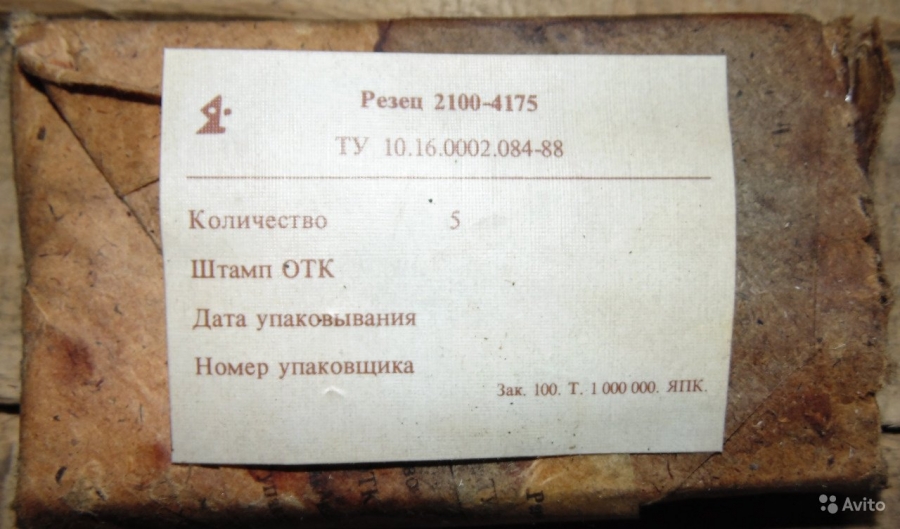 Резец 2100-4175
ТУ 10.16.0002.084-88
Количество 5
Штамп ОТК
Дата упаковывания
Номер упаковщика
Зак. 100. Т. 1 000 000. ЯПК.
Avito